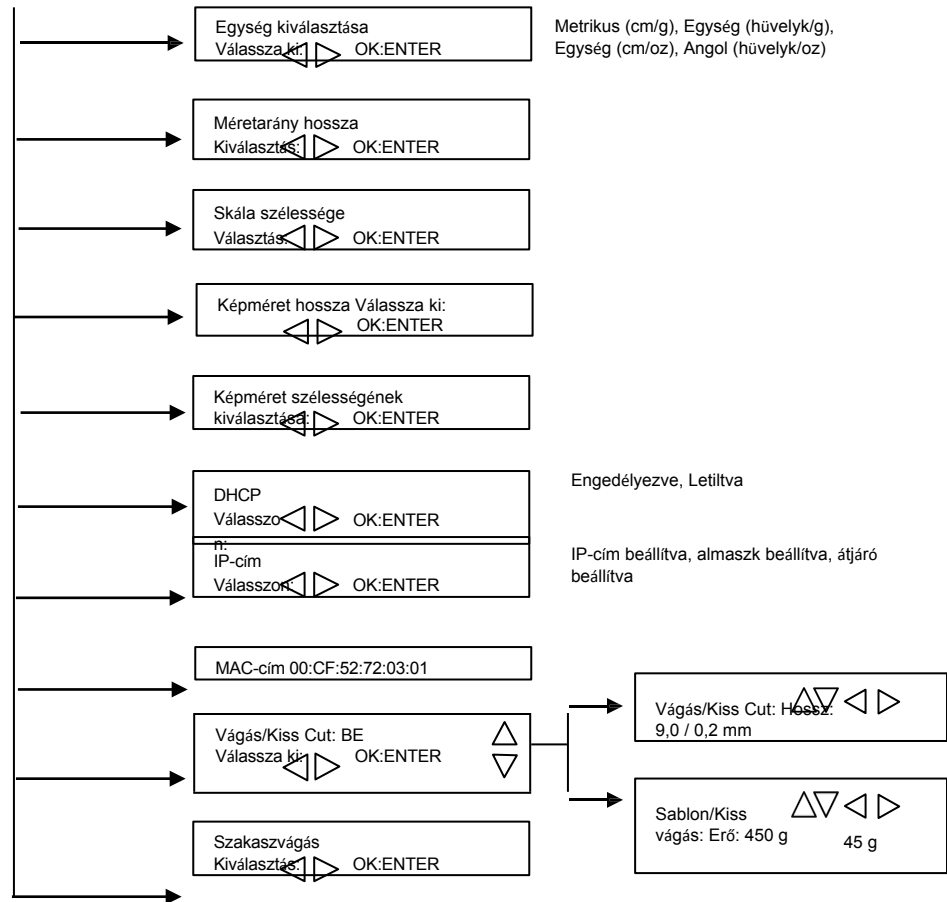 Egység kiválasztása
Válassza ki: OK:ENTER
Metrikus (cm/g), Egység (hüvelyk/g),
Egység (cm/oz), Angol (hüvelyk/oz)
Méretarány hossza
Kiválasztás: OK:ENTER
Skála szélessége
Választás: OK:ENTER
Képméret hossza Válassza ki:
OK:ENTER
Képméret szélességének
kiválasztása: OK:ENTER
DHCP
Válasszo OK:ENTER
n:
Engedélyezve, Letiltva
IP-cím
Válasszon: OK:ENTER
IP-cím beállítva, almaszk beállítva, átjáró
beállítva
MAC-cím 00:CF:52:72:03:01
Vágás/Kiss Cut: BE
Válassza ki: OK:ENTER
Vágás/Kiss Cut: Hossz:
9,0 / 0,2 mm
Sablon/Kiss
vágás: Erő: 450 g 45 g
Szakaszvágás
Kiválasztás: OK:ENTER